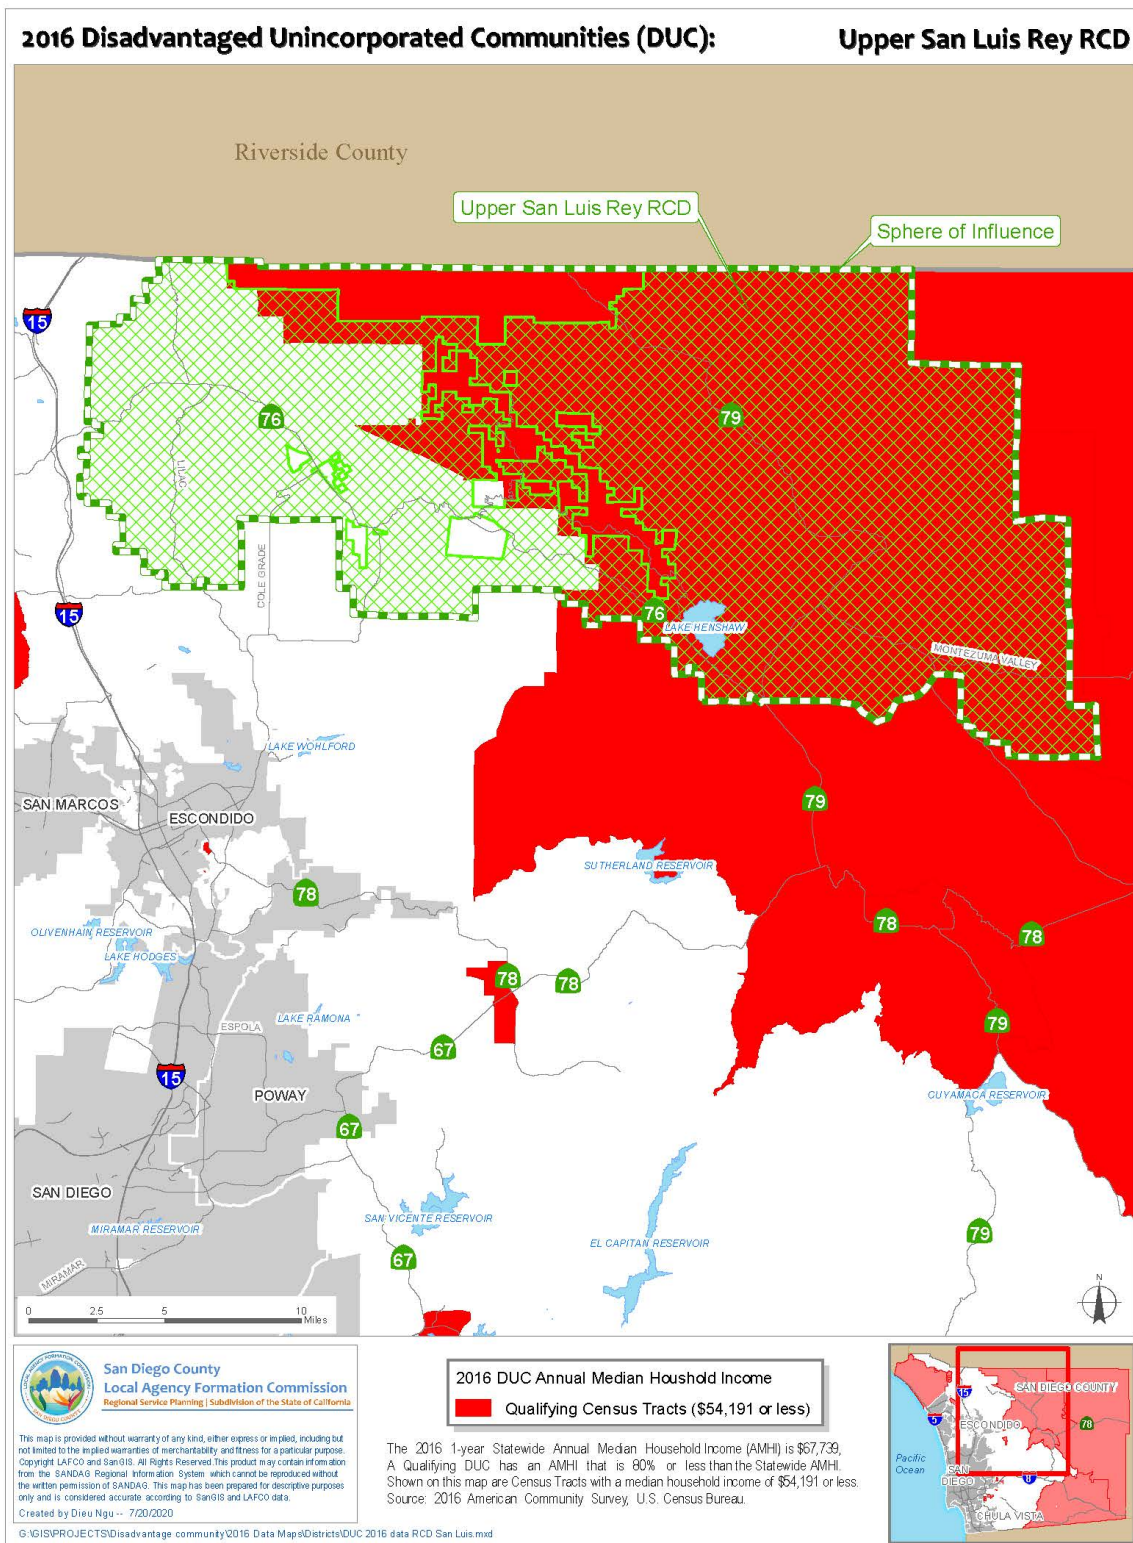 2016 Disadvantaged Unincorporated Communities (DUC): Upper San Luis Rey RCD
Riverside County
Upper San Luis Rey RCD
Sphere of Influence
15
76
79
LILAC
COLE GRADE
15
76
LAKE HENSHAW
MONTEZUMA VALLEY
LAKE WOHLFORD
SAN MARCOS
ESCONDIDO
79
SUTHERLAND RESERVOIR
78
78
78
OLIVENHAIN RESERVOIR
LAKE HODGES
78
78
LAKE RAMONA
ESPOLA
79
67
15
POWAY
CUYAMACA RESERVOIR
67
SAN DIEGO
SAN VICENTE RESERVOIR
MIRAMAR RESERVOIR
EL CAPITAN RESERVOIR
79
67
MIRAMAR
0 2.5 5 10
Miles
N
LOCAL AGENCY FORMATION COMMISSION
SAN DIEGO COUNTY
San Diego County
Local Agency Formation Commission
Regional Service Planning | Subdivision of the State of California
This map is provided without warranty of any kind, either express or implied, including but
not limited to the implied warranties of merchantability and fitness for a particular purpose.
Copyright LAFCO and SanGIS. All Rights Reserved.This product may contain information
from the SANDAG Regional Information System which cannot be reproduced without
the written permission of SANDAG. This map has been prepared for descriptive purposes
only and is considered accurate according to SanGIS and LAFCO data.
Created by Dieu Ngu -- 7/20/2020
G:\GIS\PROJECTS\Disadvantage community\2016 Data Maps\Districts\DUC 2016 data RCD San Luis.mxd
2016 DUC Annual Median Houshold Income
Qualifying Census Tracts ($54,191 or less)
The 2016 1-year Statewide Annual Median Household Income (AMHI) is $67,739,
A Qualifying DUC has an AMHI that is 80% or less than the Statewide AMHI.
Shown on this map are Census Tracts with a median household income of $54,191 or less.
Source: 2016 American Community Survey, U.S. Census Bureau.
SAN DIEGO COUNTY
15
5
ESCONDIDO
78
Pacific
Ocean
SAN
DIEGO
8
CHULA VISTA